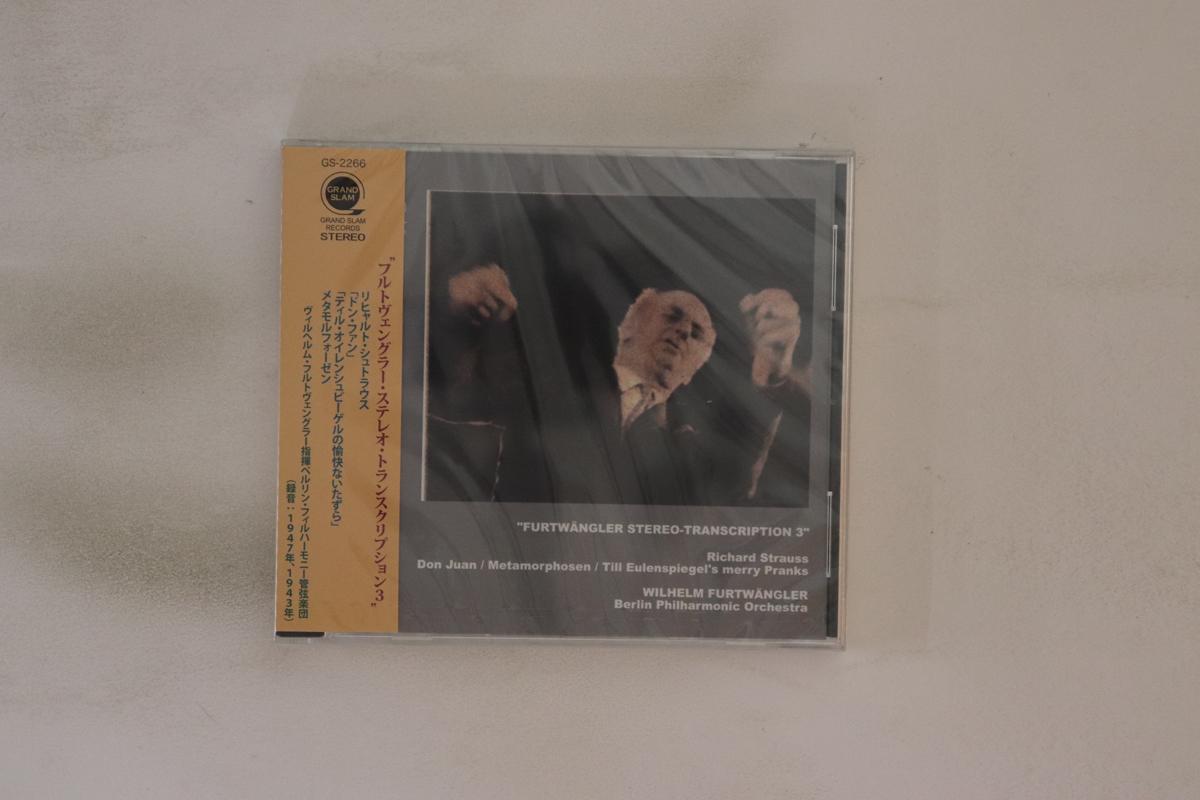 GS-2266
GRAND
SLAM
GRAND SLAM
RECORDS
STEREO
"フルトヴェングラー・ステレオ・トランスクリプション3"
リヒャルト・シュトラウス
「ドン・ファン」
「ティル・オイレンシュピーゲルの愉快ないたずら」
メタモルフォーゼン
ヴィルヘルム・フルトヴェングラー指揮ベルリン・フィルハーモニー管弦楽団
(録音:1947年、1943年)
"FURTWÄNGLER STEREO-TRANSCRIPTION 3"
Richard Strauss
Don Juan / Metamorphosen / Till Eulenspiegel's merry Pranks
WILHELM FURTWÄNGLER
Berlin Philharmonic Orchestra